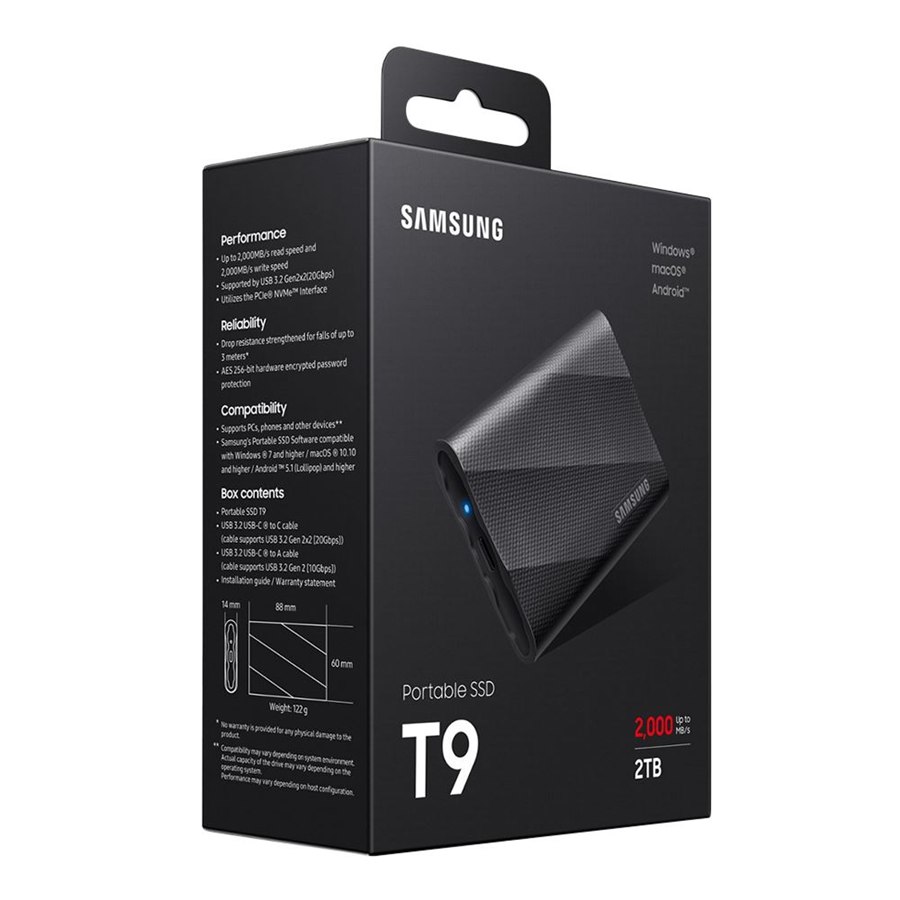 SAMSUNG
Windows®
macOS®
Android™
SAMSUNG
Portable SSD
T9
2,000 Up to MB/s
2TB
Performance
• Up to 2,000MB/s read speed and
2,000MB/s write speed
• Supported by USB 3.2 Gen2x2(20Gbps)
• Utilizes the PCIe® NVMe™ Interface
Reliability
• Drop resistance strengthened for falls of up to
3 meters*
• AES 256-bit hardware encrypted password
protection
Compatibility
• Supports PCs, phones and other devices**
• Samsung's Portable SSD Software compatible
with Windows ® 7 and higher / macOS ® 10.10
and higher / Android ™ 5.1 (Lollipop) and higher
Box contents
• Portable SSD T9
• USB 3.2 USB-C ® to C cable
(cable supports USB 3.2 Gen 2x2 [20Gbps])
• USB 3.2 USB-C ® to A cable
(cable supports USB 3.2 Gen 2 [10Gbps])
• Installation guide / Warranty statement
14 mm
88 mm
60 mm
Weight: 122 g
* No warranty is provided for any physical damage to the
product.
** Compatibility may vary depending on system environment.
Actual capacity of the drive may vary depending on the
operating system.
Performance may vary depending on host configuration.